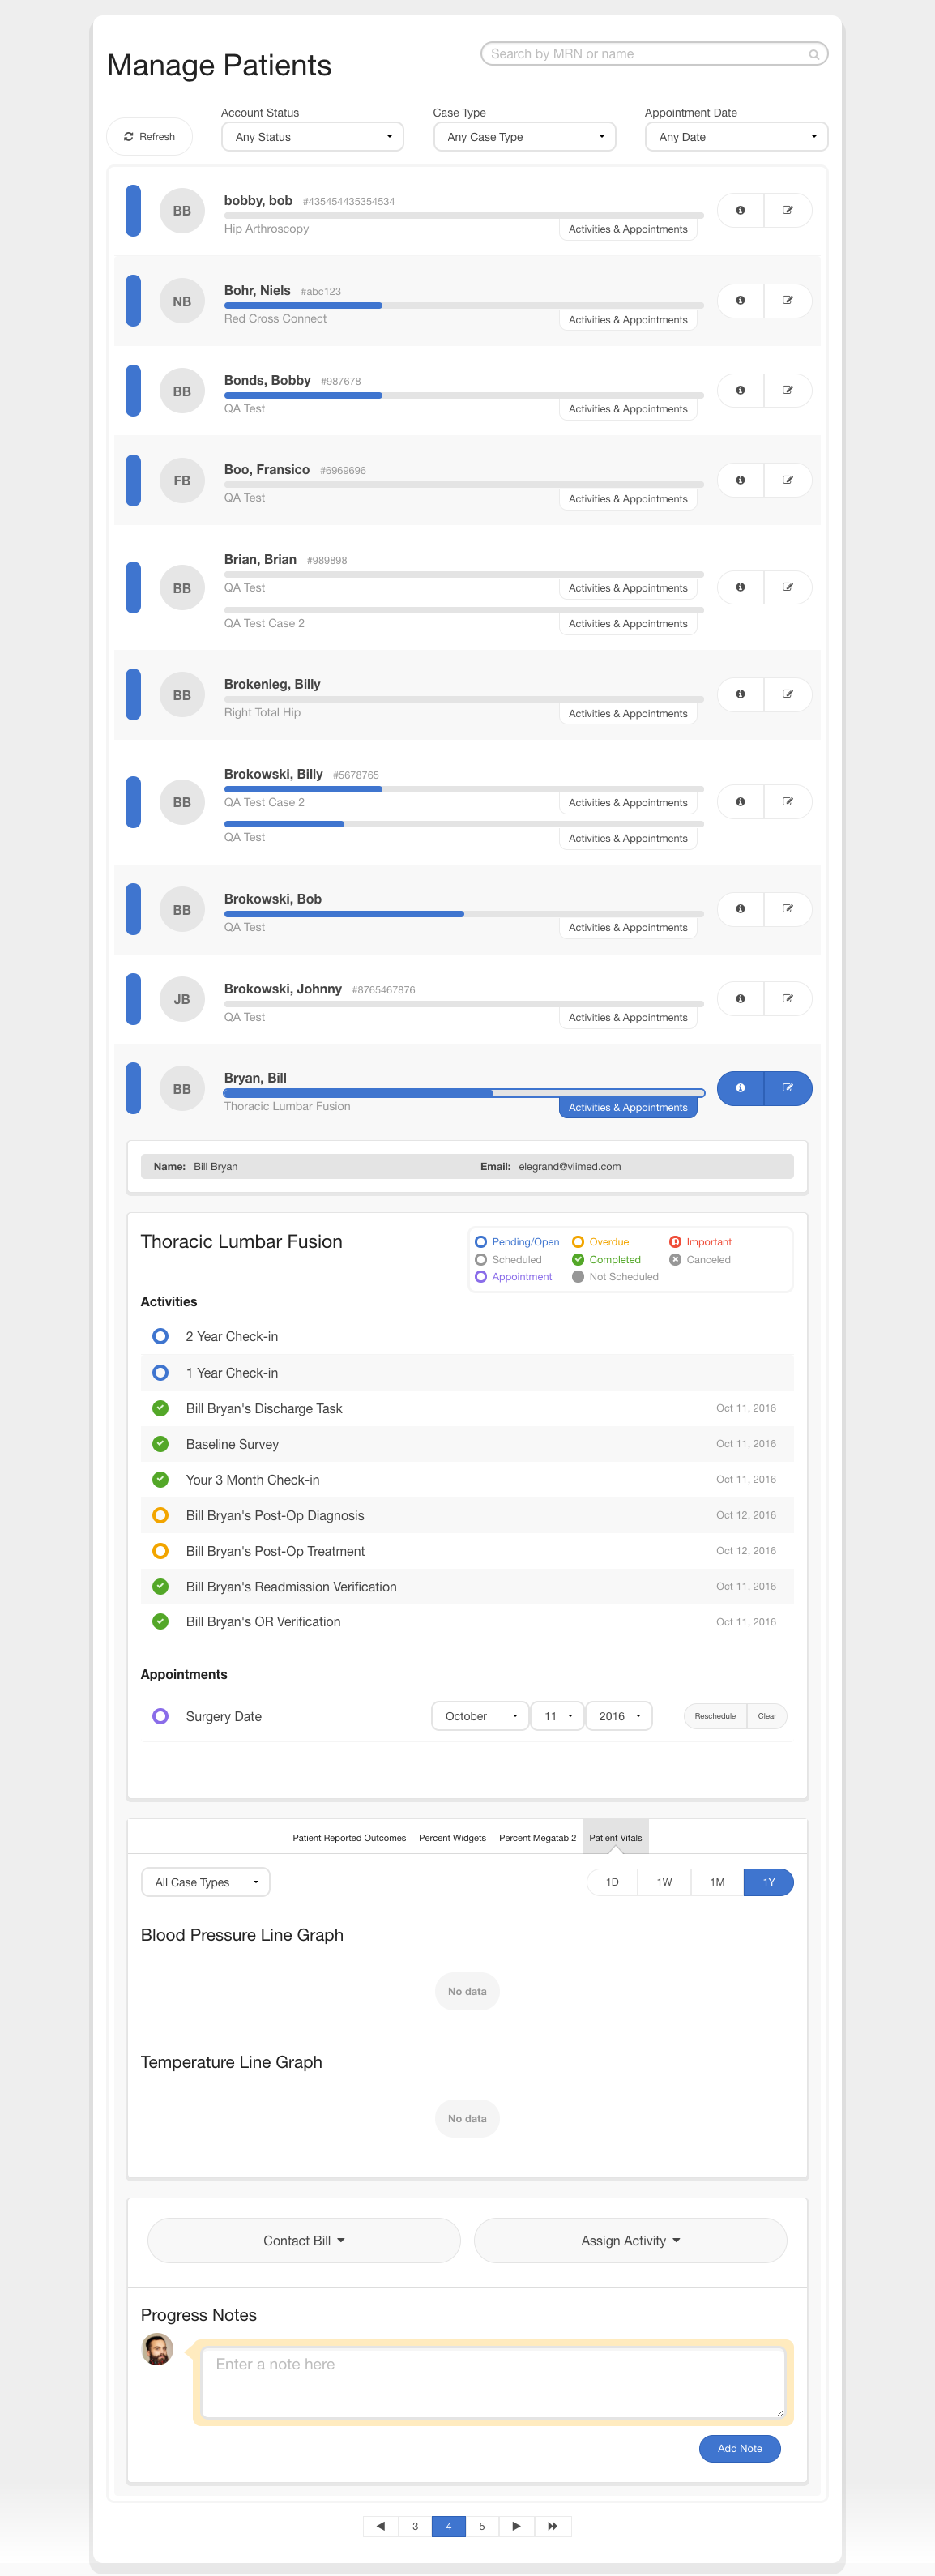 Manage Patients
Search by MRN or name
Account Status
Case Type
Appointment Date
Refresh
Any Status
Any Case Type
Any Date
BB
bobby, bob #435454435354534
Hip Arthroscopy
Activities & Appointments
NB
Bohr, Niels #abc123
Red Cross Connect
Activities & Appointments
BB
Bonds, Bobby #987678
QA Test
Activities & Appointments
FB
Boo, Fransico #6969696
QA Test
Activities & Appointments
BB
Brian, Brian #989898
QA Test
Activities & Appointments
QA Test Case 2
Activities & Appointments
BB
Brokenleg, Billy
Right Total Hip
Activities & Appointments
BB
Brokowski, Billy #5678765
QA Test Case 2
Activities & Appointments
QA Test
Activities & Appointments
BB
Brokowski, Bob
QA Test
Activities & Appointments
JB
Brokowski, Johnny #8765467876
QA Test
Activities & Appointments
BB
Bryan, Bill
Thoracic Lumbar Fusion
Activities & Appointments
Name: Bill Bryan
Email: elegrand@viimed.com
Thoracic Lumbar Fusion
Pending/Open
Overdue
Important
Scheduled
Completed
Canceled
Appointment
Not Scheduled
Activities
2 Year Check-in
1 Year Check-in
Bill Bryan's Discharge Task Oct 11, 2016
Baseline Survey Oct 11, 2016
Your 3 Month Check-in Oct 11, 2016
Bill Bryan's Post-Op Diagnosis Oct 12, 2016
Bill Bryan's Post-Op Treatment Oct 12, 2016
Bill Bryan's Readmission Verification Oct 11, 2016
Bill Bryan's OR Verification Oct 11, 2016
Appointments
Surgery Date
October
11
2016
Reschedule
Clear
Patient Reported Outcomes
Percent Widgets
Percent Megatab 2
Patient Vitals
All Case Types
1D
1W
1M
1Y
Blood Pressure Line Graph
No data
Temperature Line Graph
No data
Contact Bill
Assign Activity
Progress Notes
Enter a note here
Add Note
3
4
5